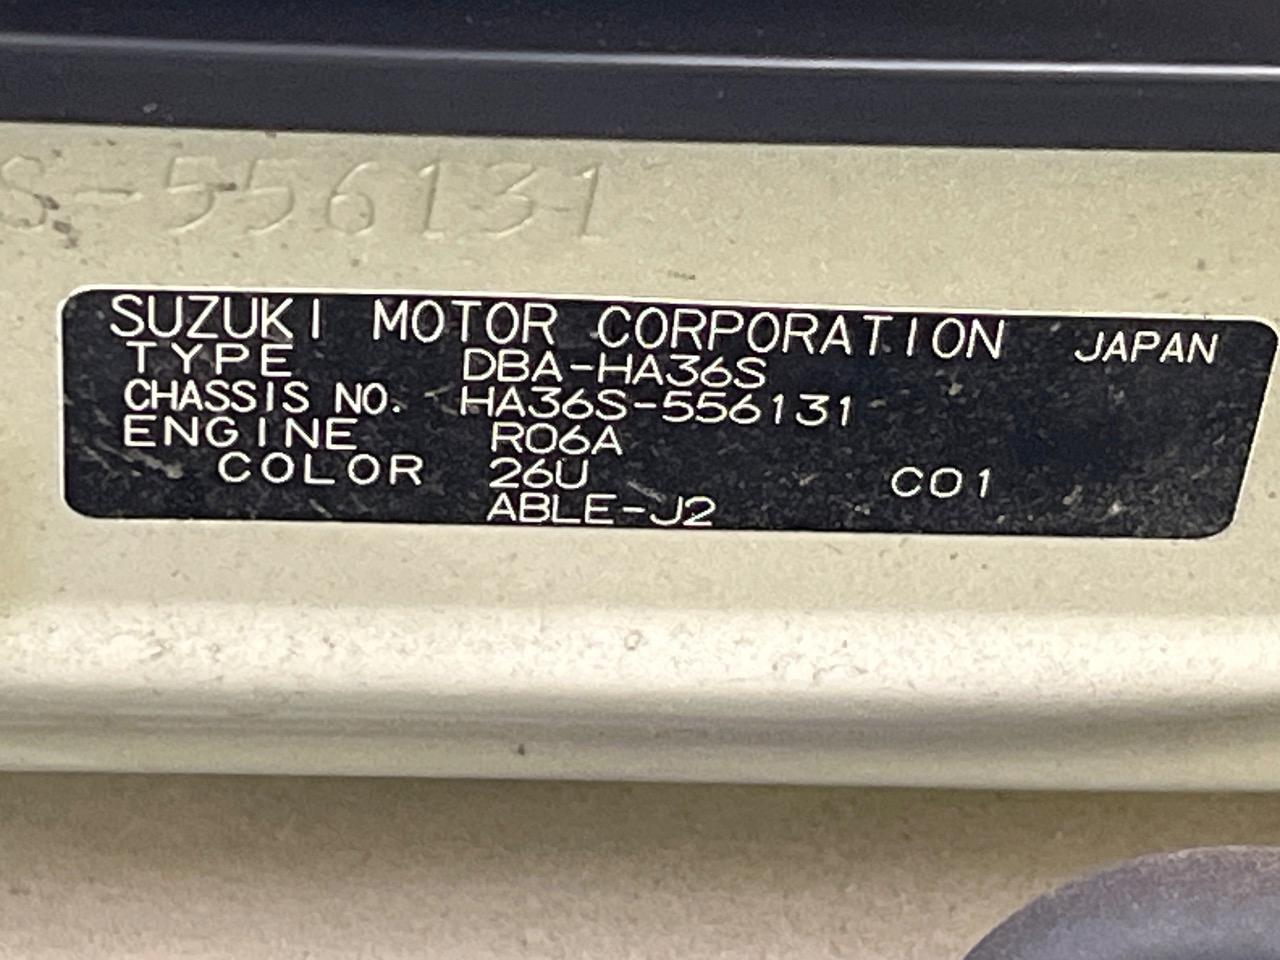 S-556131
SUZUKI MOTOR CORPORATION JAPAN
TYPE DBA-HA36S
CHASSIS NO. HA36S-556131
ENGINE R06A
COLOR 26U C01
ABLE-J2